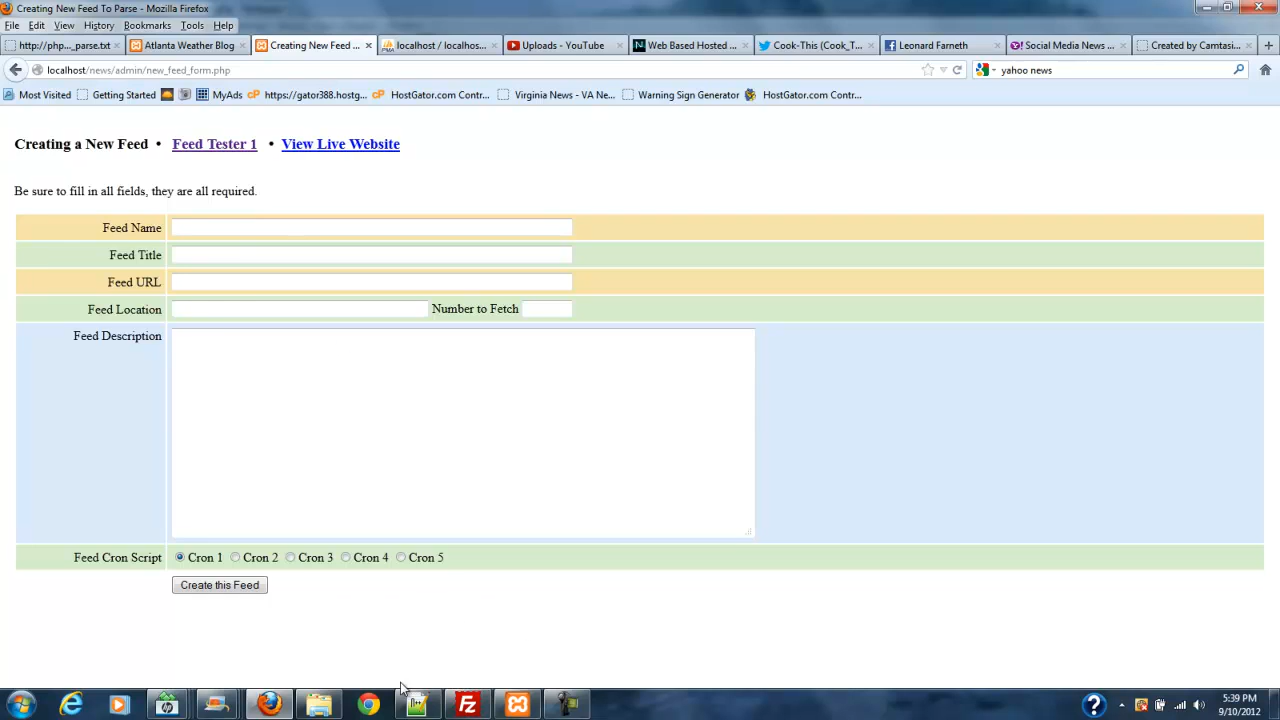 Creating New Feed To Parse - Mozilla Firefox
File Edit View History Bookmarks Tools Help
http://php..._parse.txt Atlanta Weather Blog Creating New Feed ... localhost / localhos... Uploads - YouTube Web Based Hosted ... Cook-This (Cook_T... Leonard Farneth Social Media News ... Created by Camtasi...
localhost/news/admin/new_feed_form.php yahoo news
Most Visited Getting Started MyAds https://gator388.hostg... HostGator.com Contr... Virginia News - VA Ne... Warning Sign Generator HostGator.com Contr...
Creating a New Feed • Feed Tester 1 • View Live Website
Be sure to fill in all fields, they are all required.
Feed Name
Feed Title
Feed URL
Feed Location Number to Fetch
Feed Description
Feed Cron Script Cron 1 Cron 2 Cron 3 Cron 4 Cron 5
Create this Feed
5:39 PM
9/10/2012